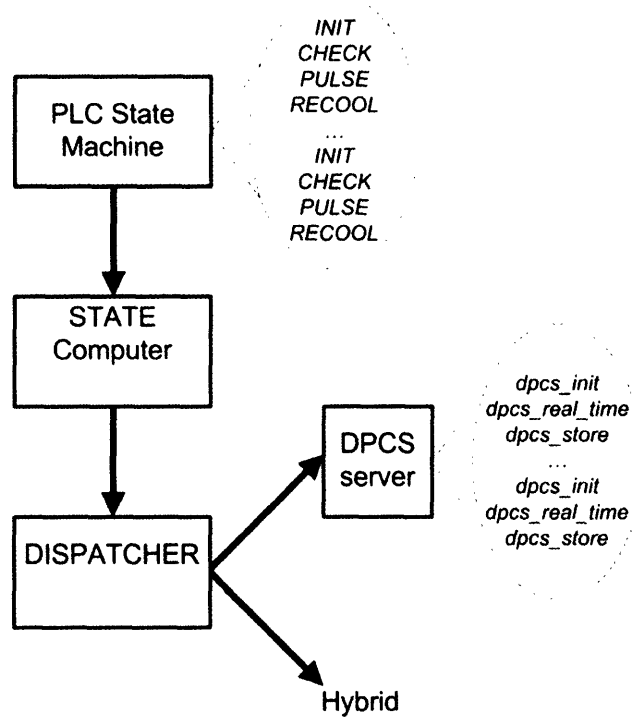 INIT
CHECK
PULSE
RECOOL
...
INIT
CHECK
PULSE
RECOOL
PLC State
Machine
STATE
Computer
DPCS
server
dpcs_init
dpcs_real_time
dpcs_store
...
dpcs_init
dpcs_real_time
dpcs_store
DISPATCHER
Hybrid